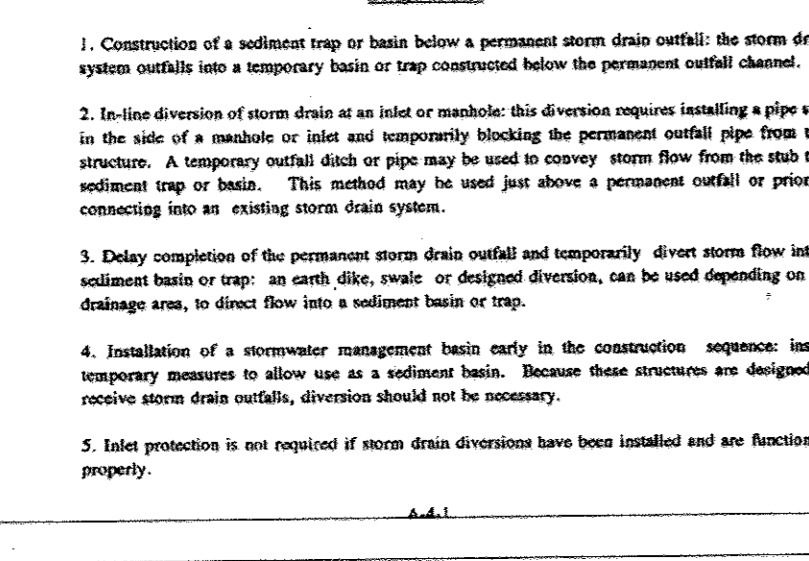 1. Construction of a sediment trap or basin below a permanent storm drain outfall: the storm
system outfalls into a temporary basin or trap constructed below the permanent outfall channel.
2. In-line diversion of storm drain at an inlet or manhole: this diversion requires installing a pipe
in the side of a manhole or inlet and temporarily blocking the permanent outfall pipe from
structure. A temporary outfall ditch or pipe may be used to convey storm flow from the stub
sediment trap or basin. This method may be used just above a permanent outfall or prior
connecting into an existing storm drain system.
3. Delay completion of the permanent storm drain outfall and temporarily divert storm flow
sediment basin or trap: an earth dike, swale or designed diversion, can be used depending on
drainage area, to direct flow into a sediment basin or trap.
4. Installation of a stormwater management basin early in the construction sequence:
temporary measures to allow use as a sediment basin. Because these structures are designed
receive storm drain outfalls, diversion should not be necessary.
5. Inlet protection is not required if storm drain diversions have been installed and are
properly.
A.4.1